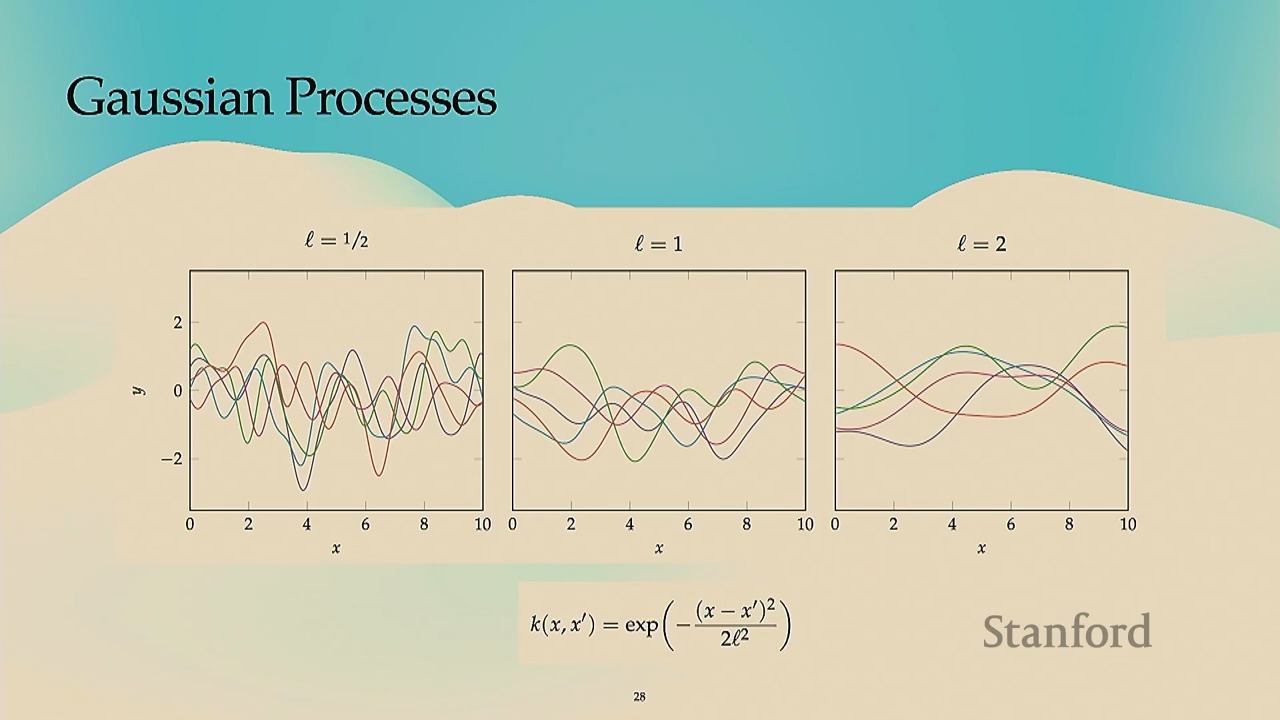 Gaussian Processes
ℓ = 1/2
ℓ = 1
ℓ = 2
y
2
0
−2
0 2 4 6 8 10
0 2 4 6 8 10
0 2 4 6 8 10
x
x
x
k(x, x′) = exp(−(x − x′)²/2ℓ²)
Stanford
28